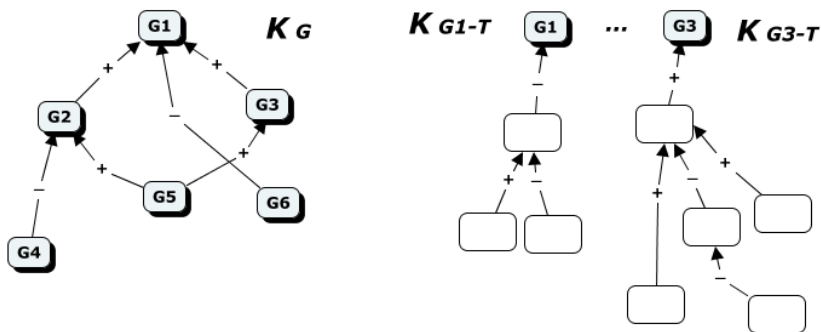 G1 K G K G1-T G1 ... G3 K G3-T
+ + − +
− 
G2 G3
− + + + − + − +
G5 G6
G4 −